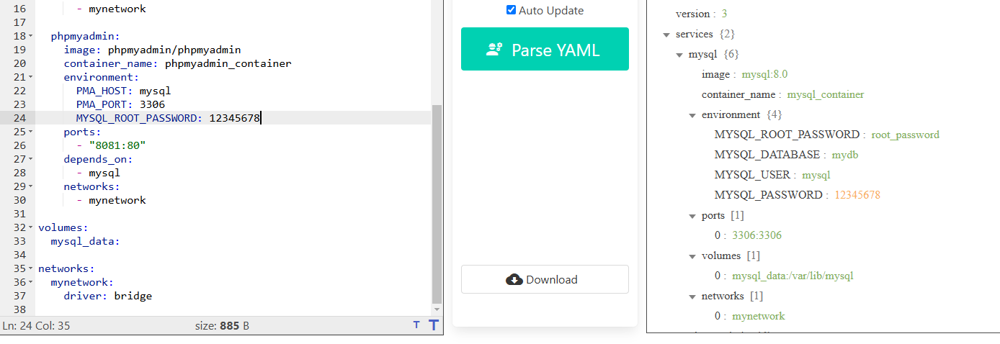 16 - mynetwork
17
18 phpmyadmin:
19 image: phpmyadmin/phpmyadmin
20 container_name: phpmyadmin_container
21 environment:
22 PMA_HOST: mysql
23 PMA_PORT: 3306
24 MYSQL_ROOT_PASSWORD: 12345678
25 ports:
26 - "8081:80"
27 depends_on:
28 - mysql
29 networks:
30 - mynetwork
31
32 volumes:
33 mysql_data:
34
35 networks:
36 mynetwork:
37 driver: bridge
38
Ln: 24 Col: 35 size: 885 B T T
Auto Update
Parse YAML
Download
version : 3
services {2}
mysql {6}
image : mysql:8.0
container_name : mysql_container
environment {4}
MYSQL_ROOT_PASSWORD : root_password
MYSQL_DATABASE : mydb
MYSQL_USER : mysql
MYSQL_PASSWORD : 12345678
ports [1]
0 : 3306:3306
volumes [1]
0 : mysql_data:/var/lib/mysql
networks [1]
0 : mynetwork